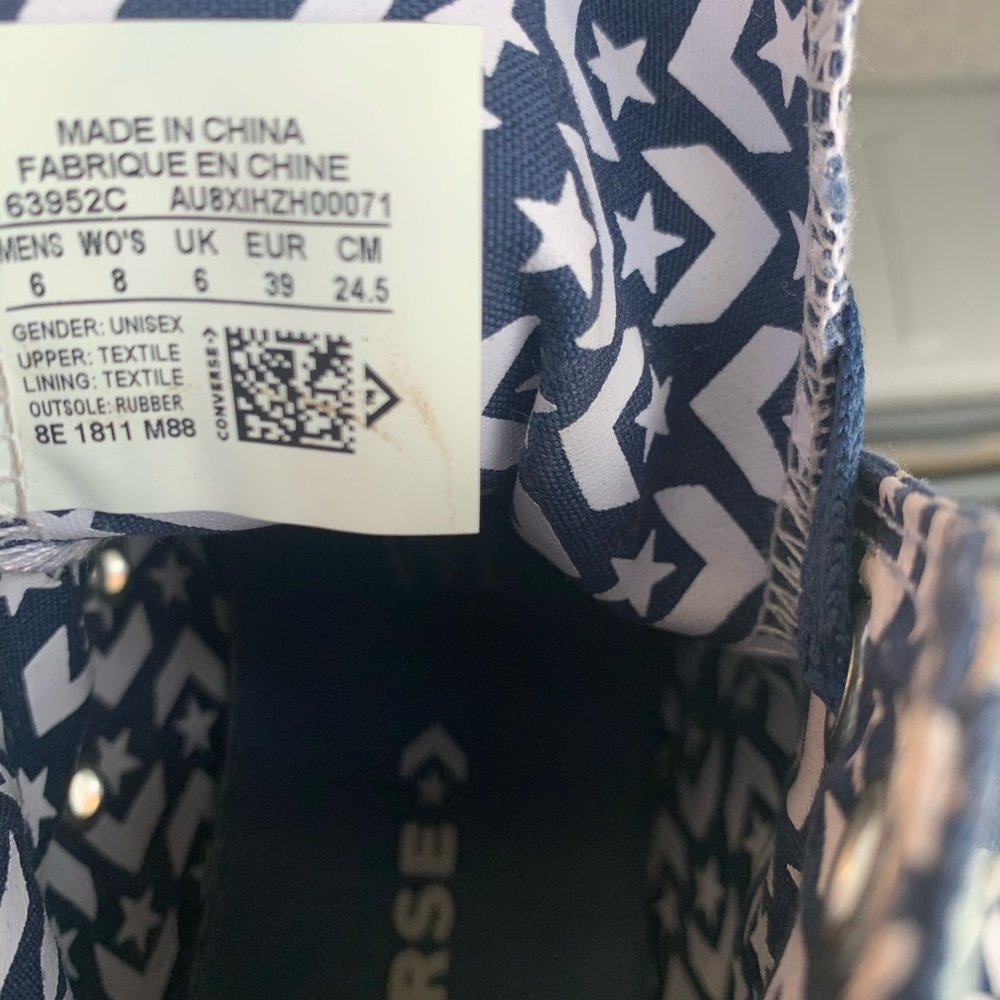 MADE IN CHINA
FABRIQUE EN CHINE
63952C AU8XIHZH00071
MENS WO'S UK EUR CM
6 8 6 39 24.5
GENDER: UNISEX
UPPER: TEXTILE
LINING: TEXTILE
OUTSOLE: RUBBER
8E 1811 M88
CONVERSE
RSE